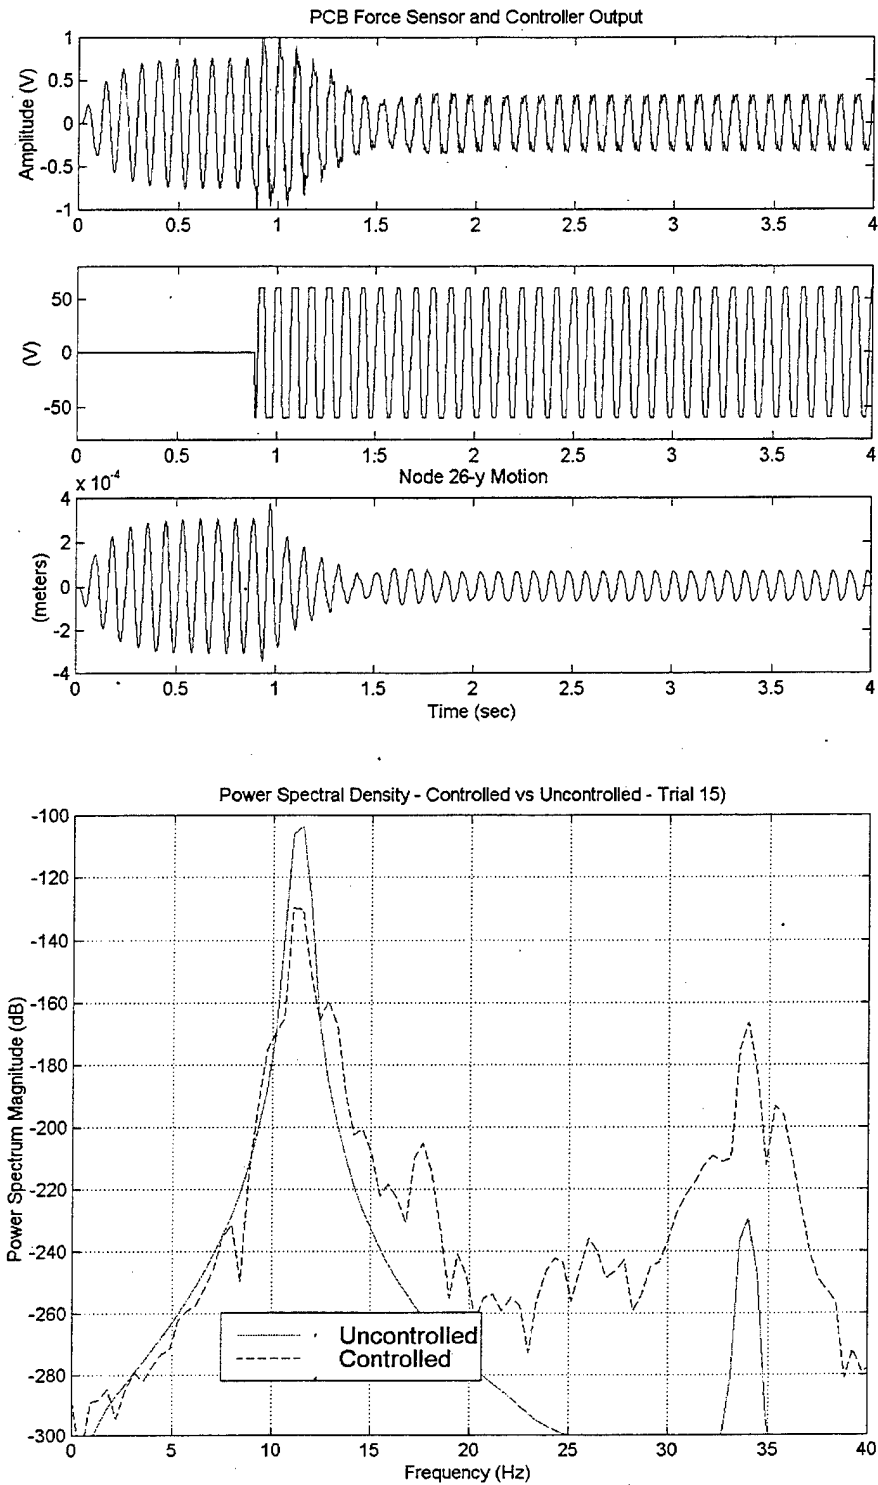 PCB Force Sensor and Controller Output
Amplitude (V)
1
0.5
0
-0.5
-1
0 0.5 1 1.5 2 2.5 3 3.5 4
(V)
50
0
-50
0 0.5 1 1.5 2 2.5 3 3.5 4
x 10^-4
Node 26-y Motion
(meters)
4
2
0
-2
-4
0 0.5 1 1.5 2 2.5 3 3.5 4
Time (sec)
Power Spectral Density - Controlled vs Uncontrolled - Trial 15)
Power Spectrum Magnitude (dB)
-100
-120
-140
-160
-180
-200
-220
-240
-260
-280
-300
Uncontrolled
Controlled
0 5 10 15 20 25 30 35 40
Frequency (Hz)